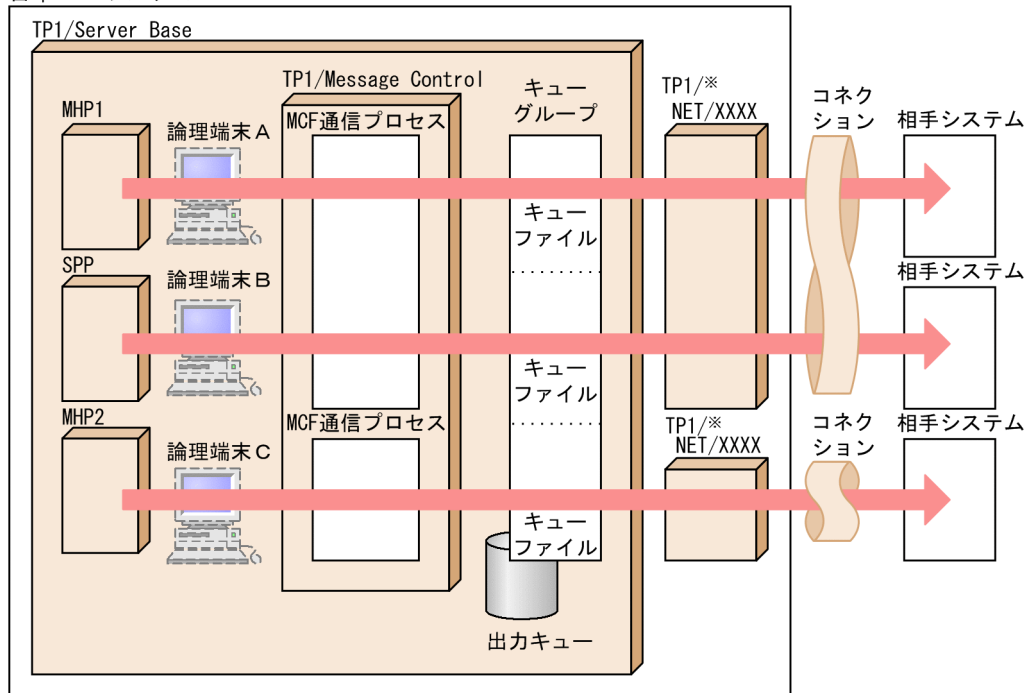 TP1/Server Base
TP1/Message Control
キュー
グループ
TP1/※
NET/XXXX
コネク
ション
相手システム
MHP1
論理端末A
MCF通信プロセス
キュー
ファイル
SPP
論理端末B
相手システム
キュー
ファイル
MHP2
論理端末C
MCF通信プロセス
TP1/※
NET/XXXX
コネク
ション
相手システム
キュー
ファイル
出力キュー